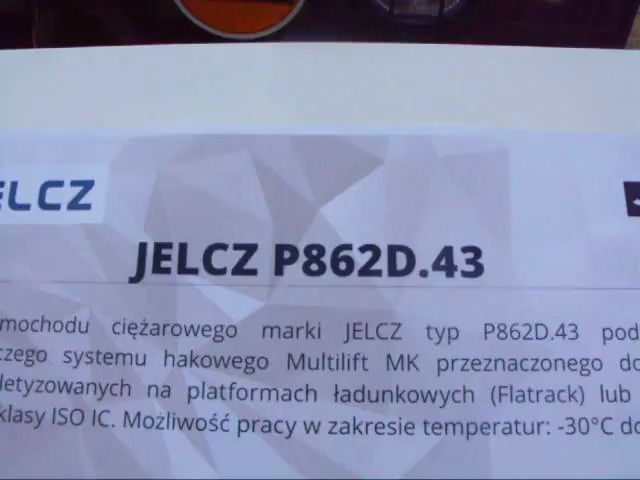 ELCZ
JELCZ P862D.43
mochodu ciężarowego marki JELCZ typ P862D.43 pod
czego systemu hakowego Multilift MK przeznaczonego do
letyzowanych na platformach ładunkowych (Flatrack) lub
klasy ISO IC. Możliwość pracy w zakresie temperatur: -30°C do